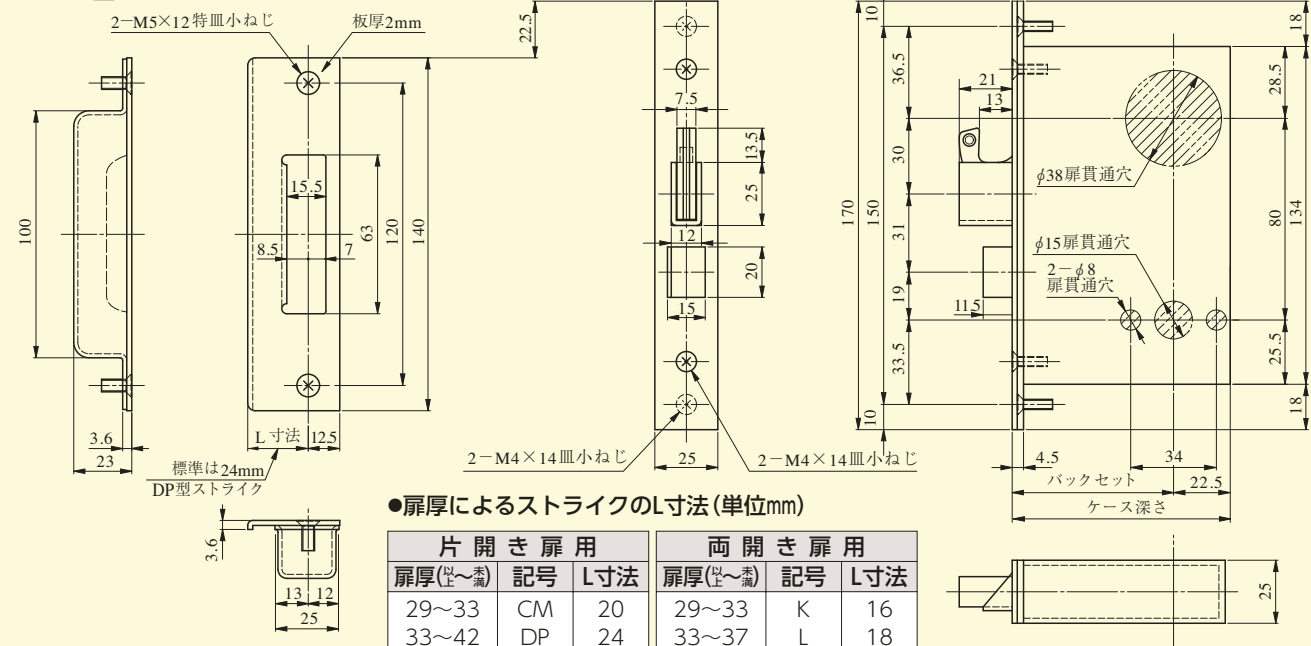 2－M5×12特皿小ねじ
板厚2mm
100
3.6
23
15.5
8.5
7
63
120
140
L寸法
12.5
標準は24mm
DP型ストライク
3.6
13
12
25
22.5
7.5
13.5
25
12
20
15
2－M4×14皿小ねじ
25
2－M4×14皿小ねじ
10
36.5
30
31
19
33.5
10
170
150
21
13
11.5
φ38扉貫通穴
φ15扉貫通穴
2－φ8
扉貫通穴
18
28.5
80
134
25.5
18
4.5
34
バックセット
22.5
ケース深さ
25
●扉厚によるストライクのL寸法(単位mm)
片開き扉用 両開き扉用
扉厚(以上～未満) 記号 L寸法 扉厚(以上～未満) 記号 L寸法
29～33 CM 20 29～33 K 16
33～42 DP 24 33～37 L 18